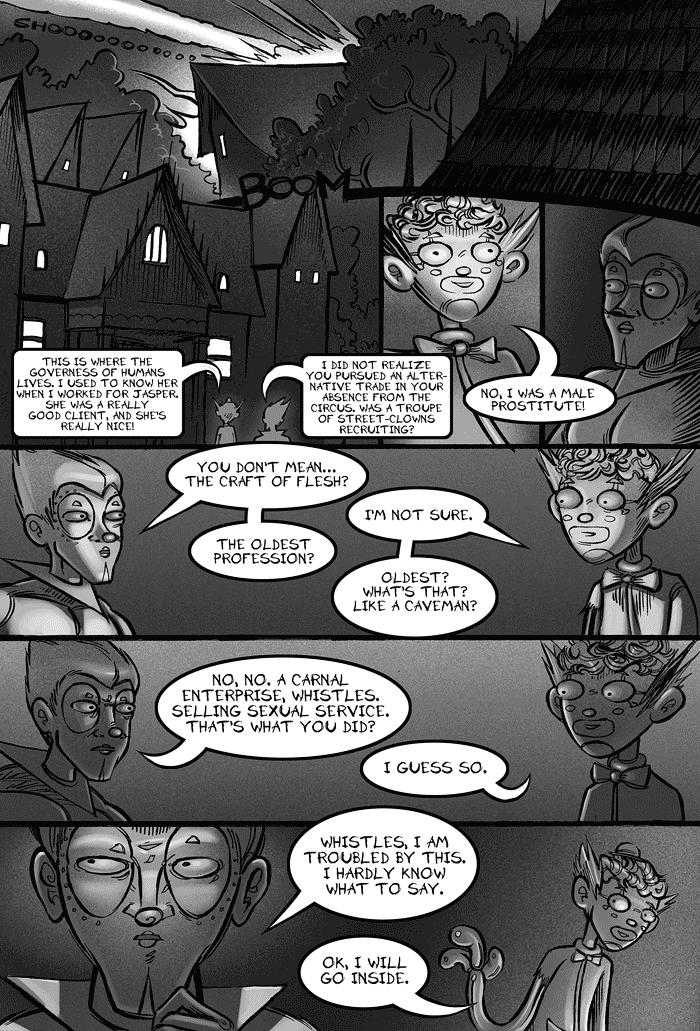 SHOOOOOOOOOO
BOOM
THIS IS WHERE THE
GOVERNESS OF HUMANS
LIVES. I USED TO KNOW HER
WHEN I WORKED FOR JASPER.
SHE WAS A REALLY
GOOD CLIENT, AND SHE'S
REALLY NICE!
I DID NOT REALIZE
YOU PURSUED AN ALTER-
NATIVE TRADE IN YOUR
ABSENCE FROM THE
CIRCUS. WAS A TROUPE
OF STREET-CLOWNS
RECRUITING?
NO, I WAS A MALE
PROSTITUTE!
YOU DON'T MEAN...
THE CRAFT OF FLESH?
THE OLDEST
PROFESSION?
I'M NOT SURE.
OLDEST?
WHAT'S THAT?
LIKE A CAVEMAN?
NO, NO. A CARNAL
ENTERPRISE, WHISTLES.
SELLING SEXUAL SERVICE.
THAT'S WHAT YOU DID?
I GUESS SO.
WHISTLES, I AM
TROUBLED BY THIS.
I HARDLY KNOW
WHAT TO SAY.
OK, I WILL
GO INSIDE.